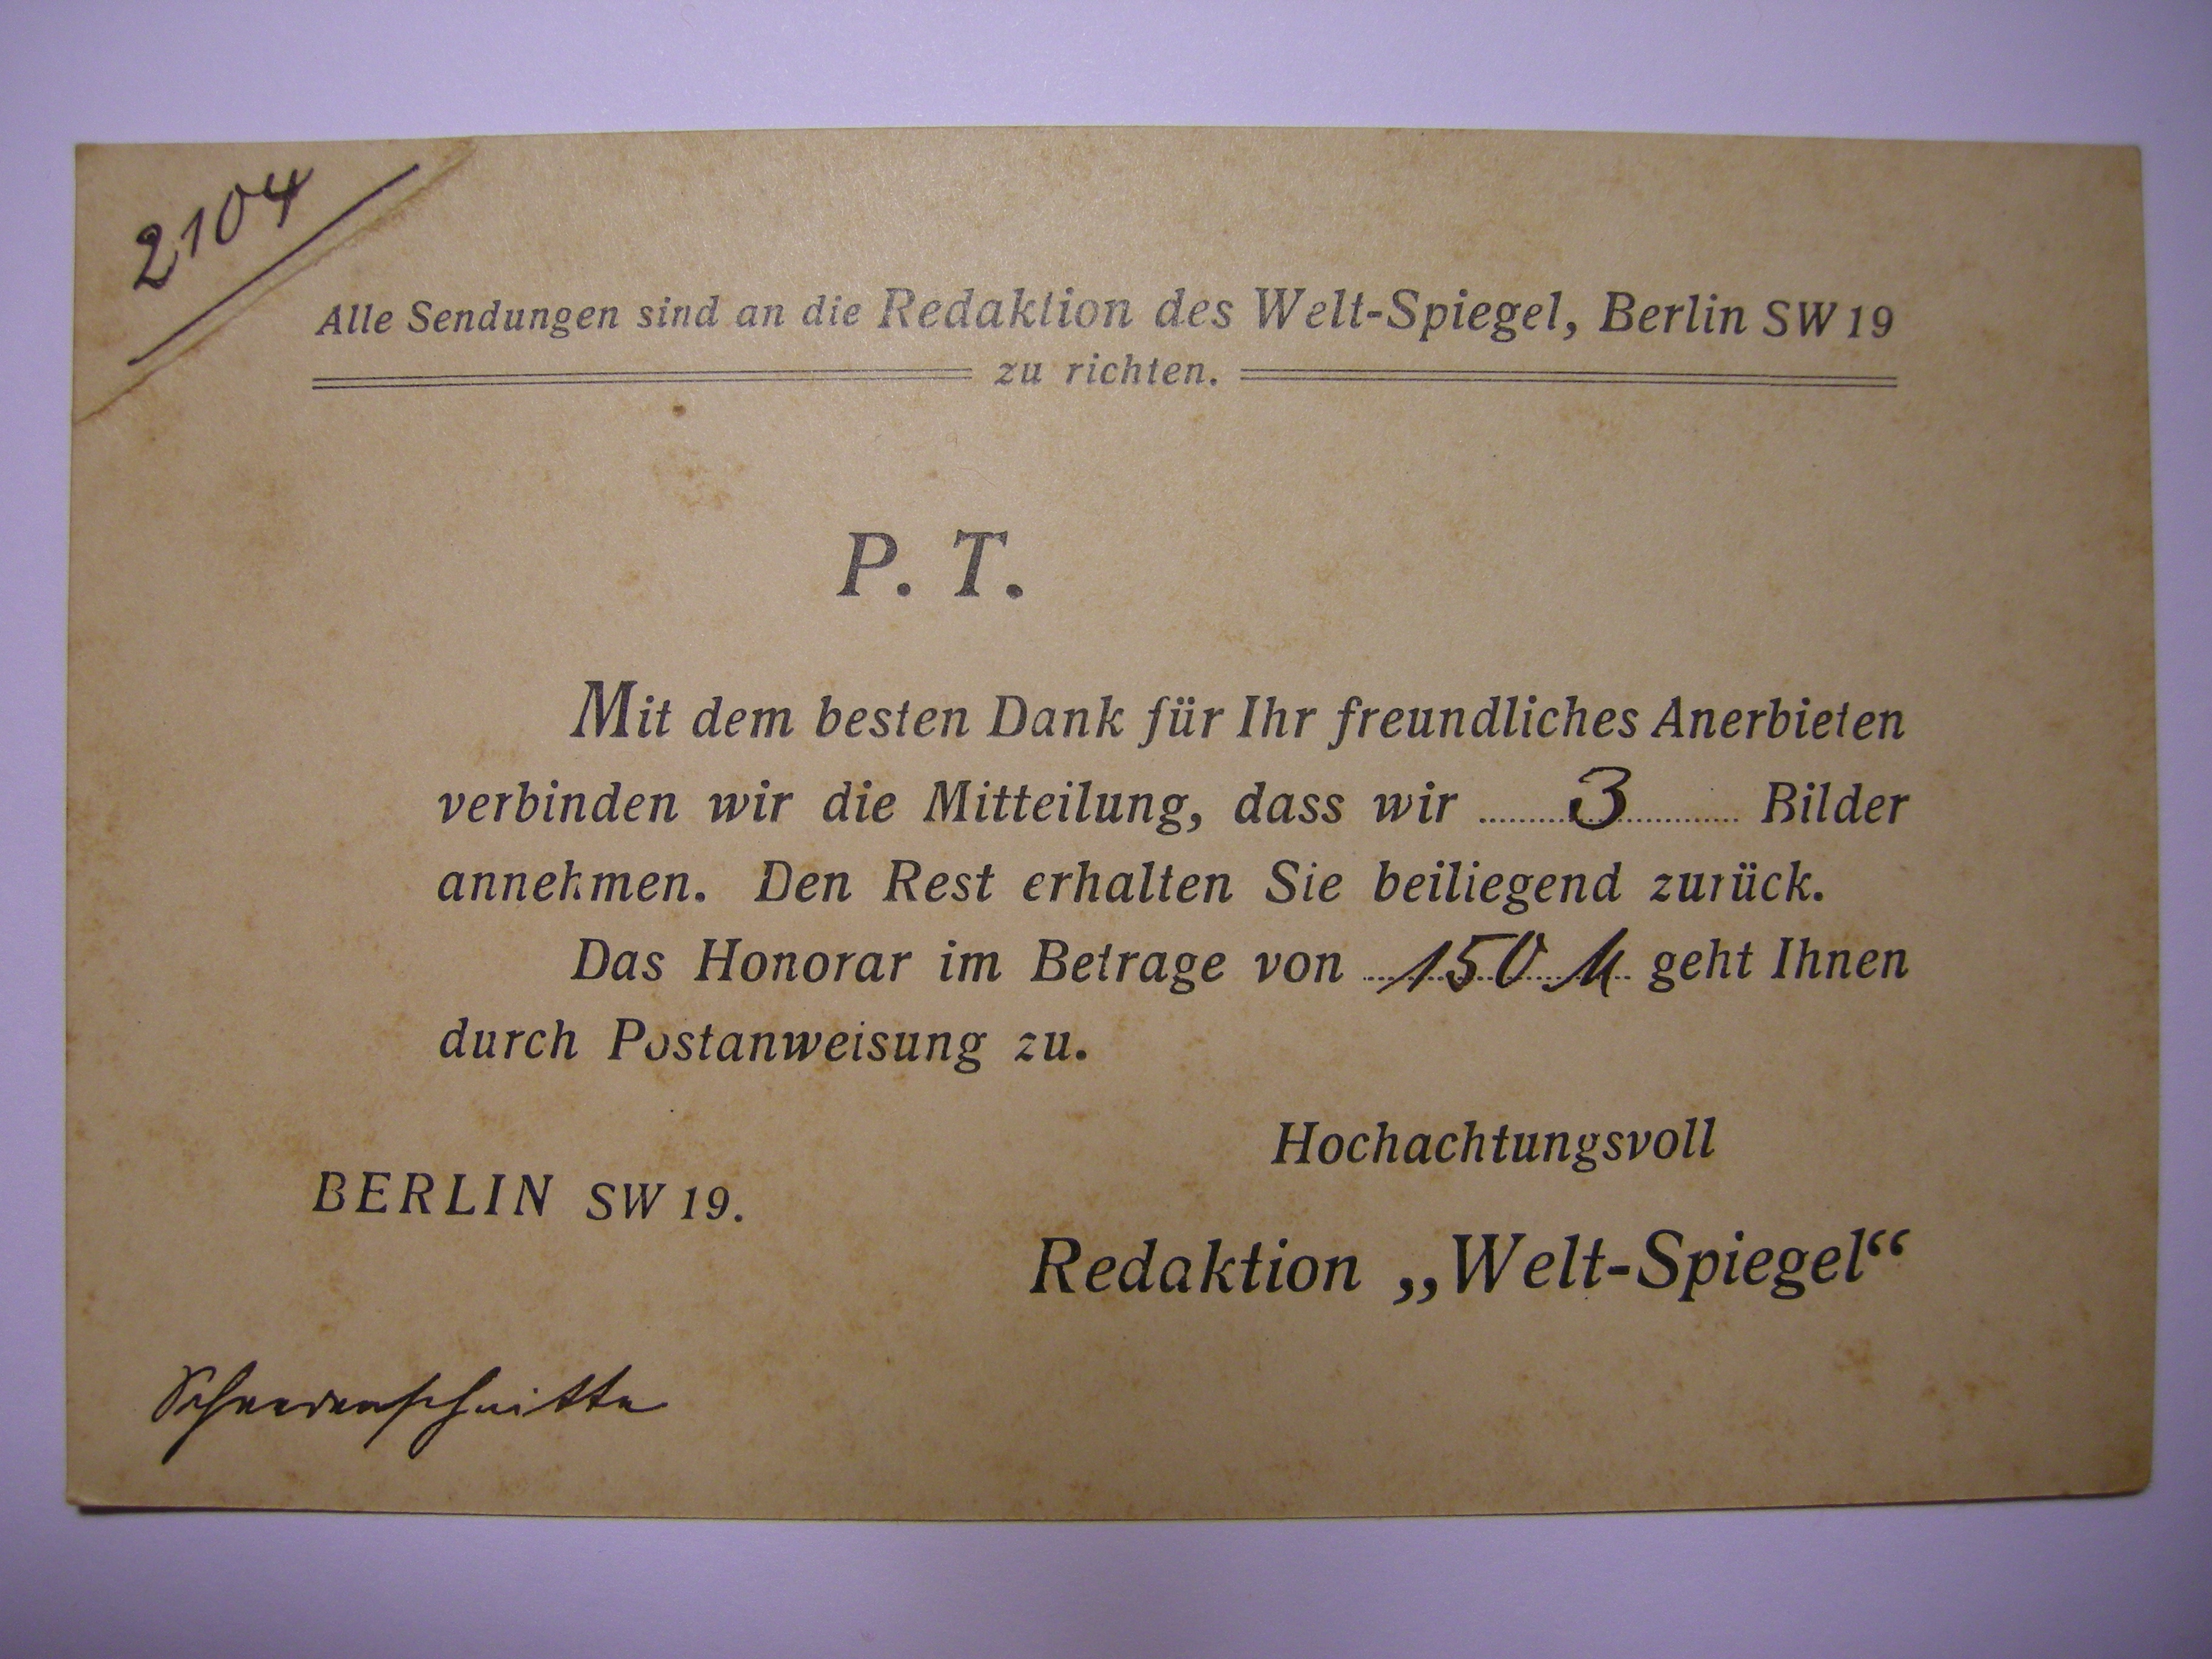 2104
Alle Sendungen sind an die Redaktion des Welt-Spiegel, Berlin SW 19
zu richten.
P. T.
Mit dem besten Dank für Ihr freundliches Anerbieten
verbinden wir die Mitteilung, dass wir 3 Bilder
annehmen. Den Rest erhalten Sie beiliegend zurück.
Das Honorar im Betrage von 150 M geht Ihnen
durch Postanweisung zu.
Hochachtungsvoll
BERLIN SW 19.
Redaktion „Welt-Spiegel“
Scheerenschnitte